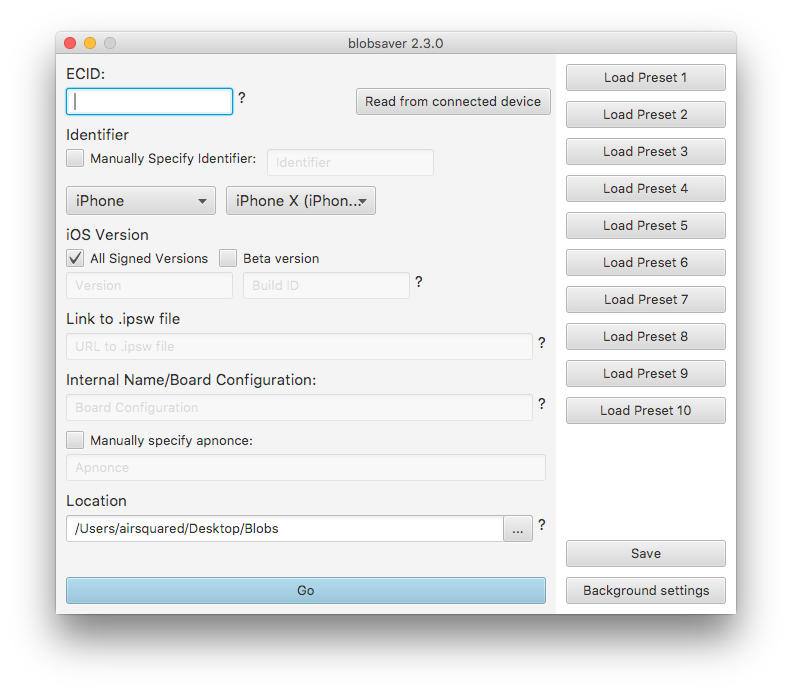 blobsaver 2.3.0
ECID:
?
Read from connected device
Identifier
Manually Specify Identifier:
Identifier
iPhone
iPhone X (iPhon...
iOS Version
All Signed Versions
Beta version
Version
Build ID
?
Link to .ipsw file
URL to .ipsw file
?
Internal Name/Board Configuration:
Board Configuration
?
Manually specify apnonce:
Apnonce
Location
/Users/airsquared/Desktop/Blobs
...
?
Go
Load Preset 1
Load Preset 2
Load Preset 3
Load Preset 4
Load Preset 5
Load Preset 6
Load Preset 7
Load Preset 8
Load Preset 9
Load Preset 10
Save
Background settings